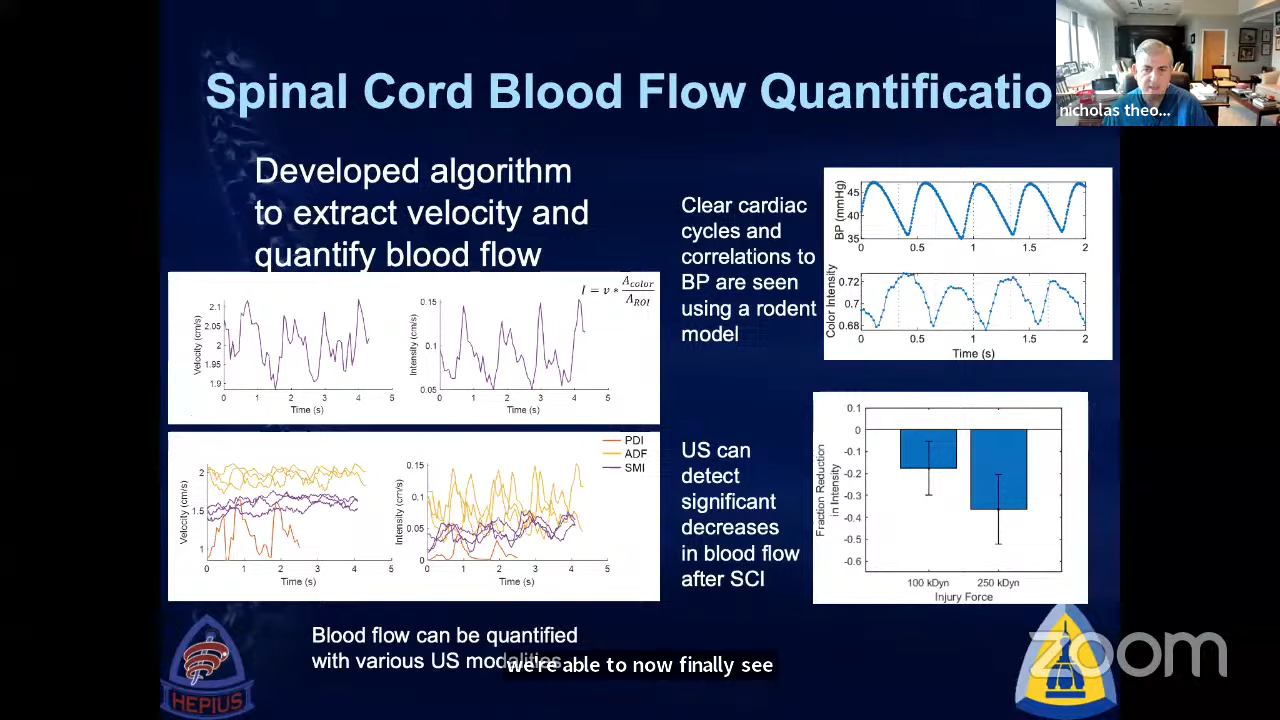 Spinal Cord Blood Flow Quantificatio
nicholas theo...
Developed algorithm
to extract velocity and
quantify blood flow
I = v * A_color / A_ROI
Velocity (cm/s)
2.1
2.05
2
1.95
1.9
0 1 2 3 4 5
Time (s)
Intensity (cm/s)
0.15
0.1
0.05
0 1 2 3 4 5
Time (s)
PDI
ADF
SMI
Velocity (cm/s)
2
1.5
1
0 1 2 3 4 5
Time (s)
Intensity (cm/s)
0.15
0.1
0.05
0
0 1 2 3 4 5
Time (s)
Blood flow can be quantified
with various US modalities
Clear cardiac
cycles and
correlations to
BP are seen
using a rodent
model
BP (mmHg)
45
40
35
0 0.5 1 1.5 2
Color Intensity
0.72
0.7
0.68
0 0.5 1 1.5 2
Time (s)
US can
detect
significant
decreases
in blood flow
after SCI
Fraction Reduction
in Intensity
0.1
0
-0.1
-0.2
-0.3
-0.4
-0.5
-0.6
100 kDyn 250 kDyn
Injury Force
we're able to now finally see
HEPIUS
zoom